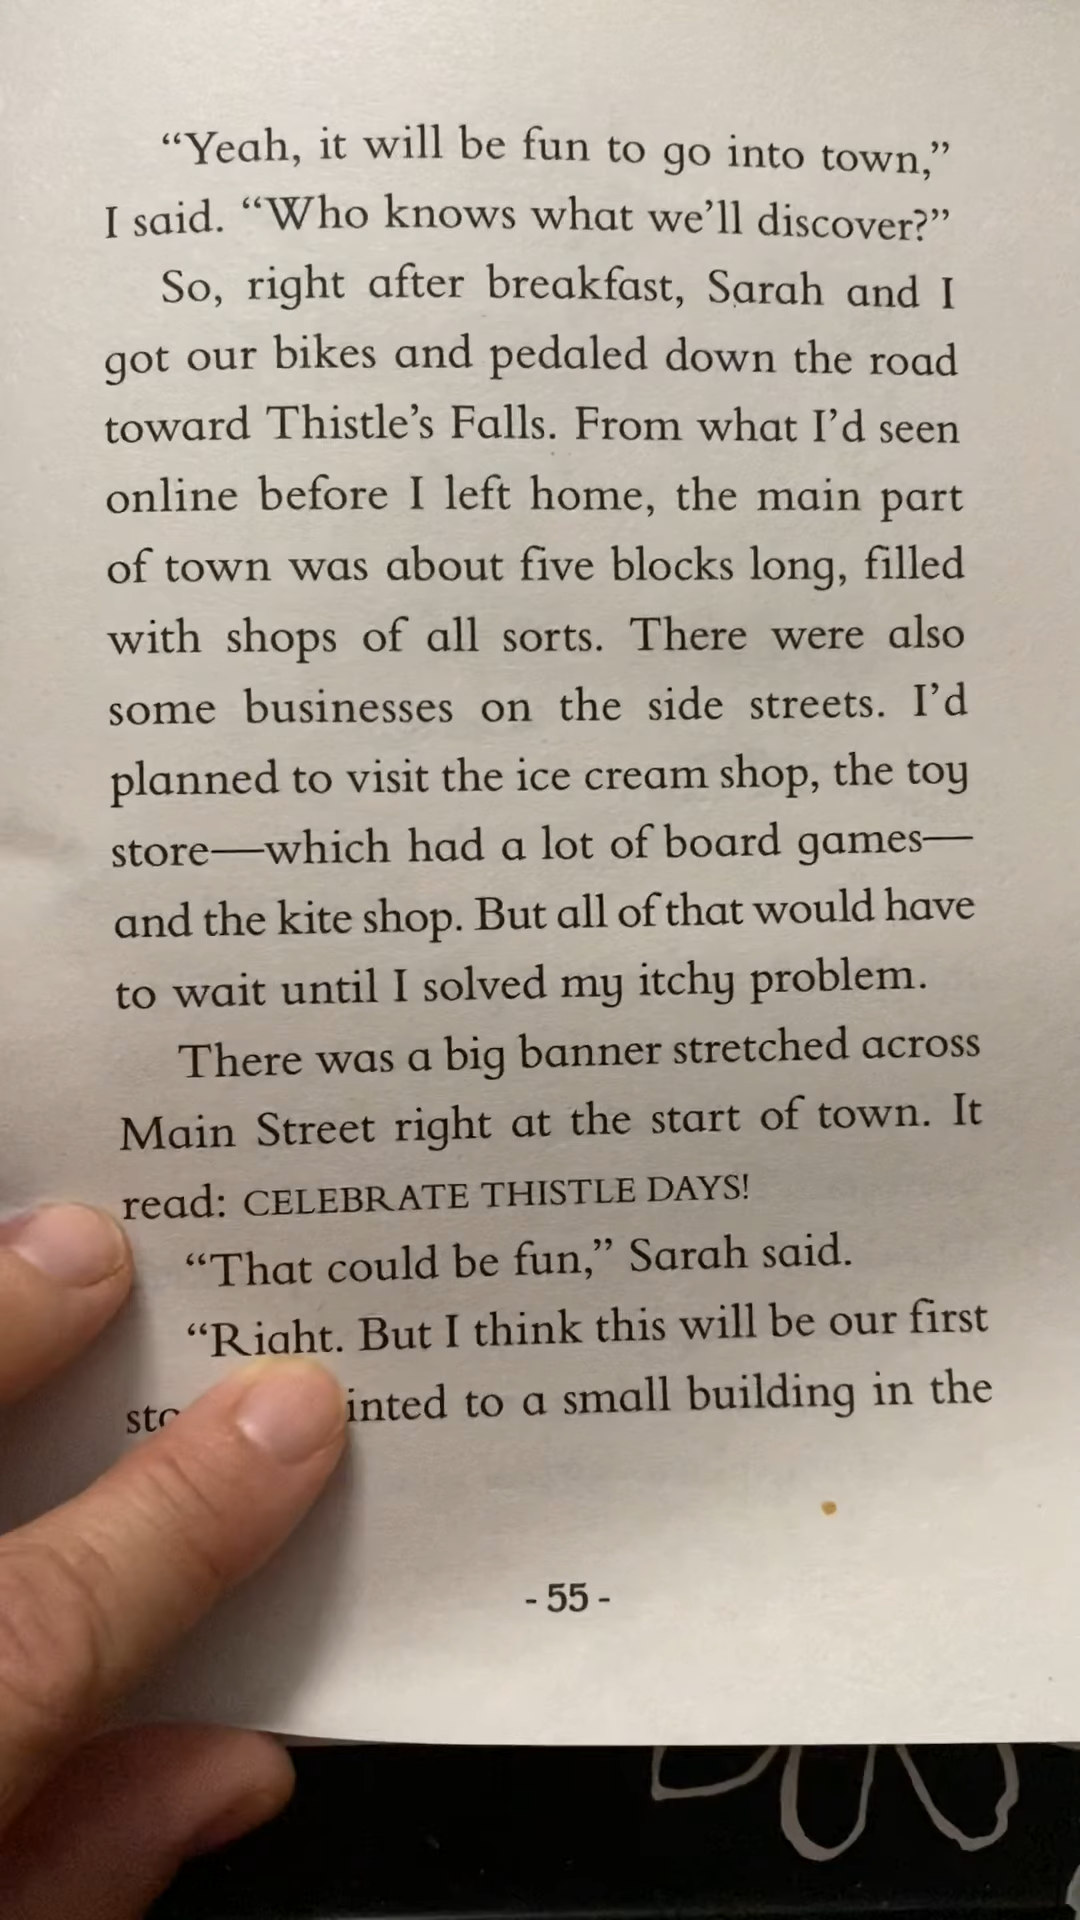 “Yeah, it will be fun to go into town,”
I said. “Who knows what we’ll discover?”
So, right after breakfast, Sarah and I
got our bikes and pedaled down the road
toward Thistle’s Falls. From what I’d seen
online before I left home, the main part
of town was about five blocks long, filled
with shops of all sorts. There were also
some businesses on the side streets. I’d
planned to visit the ice cream shop, the toy
store—which had a lot of board games—
and the kite shop. But all of that would have
to wait until I solved my itchy problem.
There was a big banner stretched across
Main Street right at the start of town. It
read: CELEBRATE THISTLE DAYS!
“That could be fun,” Sarah said.
“Right. But I think this will be our first
to a small building in the
- 55 -